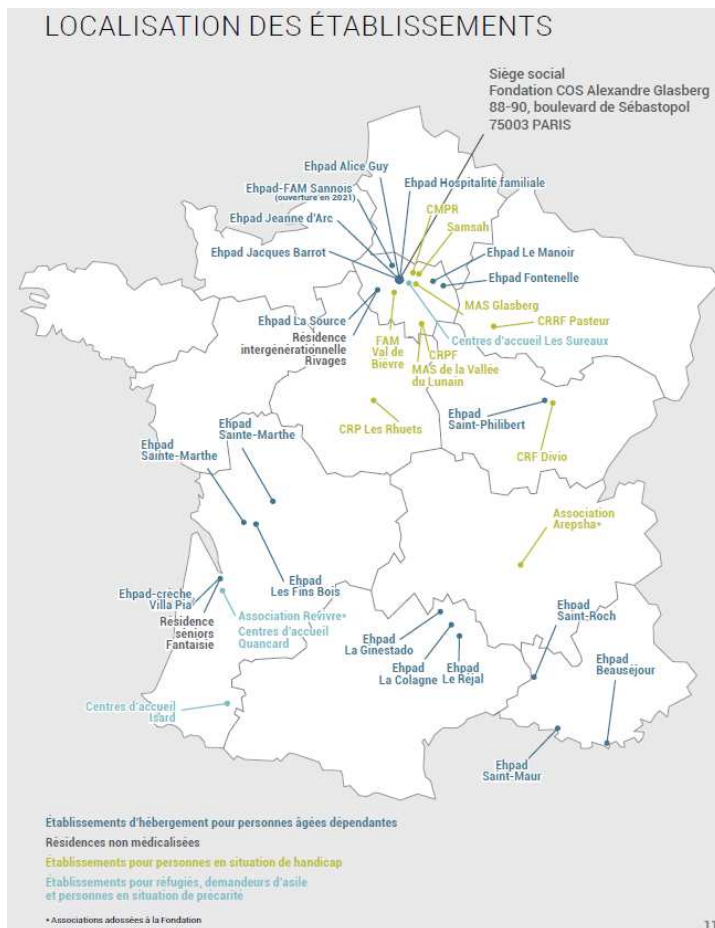 LOCALISATION DES ÉTABLISSEMENTS
Siège social
Fondation COS Alexandre Glasberg
88-90, boulevard de Sébastopol
75003 PARIS
Ehpad Alice Guy
Ehpad-FAM Sannois
(ouverture en 2021)
Ehpad Hospitalité familiale
CMPR
Ehpad Jeanne d'Arc
Samsah
Ehpad Jacques Barrot
Ehpad Le Manoir
Ehpad Fontenelle
MAS Glasberg
Ehpad La Source
CRRF Pasteur
Résidence
intergénérationnelle
Rivages
FAM
Val de
Bièvre
Centres d'accueil Les Sureaux
CRPF
MAS de la Vallée
du Lunain
CRP Les Rhuets
Ehpad
Saint-Philibert
CRF Divio
Ehpad
Sainte-Marthe
Ehpad
Sainte-Marthe
Association
Arepsha*
Ehpad
Les Fins Bois
Ehpad-crèche
Villa Pia
Résidence
séniors
Fantaisie
Association Revivre*
Centres d'accueil
Quancard
Ehpad
La Ginestado
Ehpad
La Colagne
Ehpad
Le Réjal
Ehpad
Saint-Roch
Ehpad
Beauséjour
Centres d'accueil
Isard
Ehpad
Saint-Maur
Établissements d'hébergement pour personnes âgées dépendantes
Résidences non médicalisées
Établissements pour personnes en situation de handicap
Établissements pour réfugiés, demandeurs d'asile
et personnes en situation de précarité
* Associations adossées à la Fondation
11